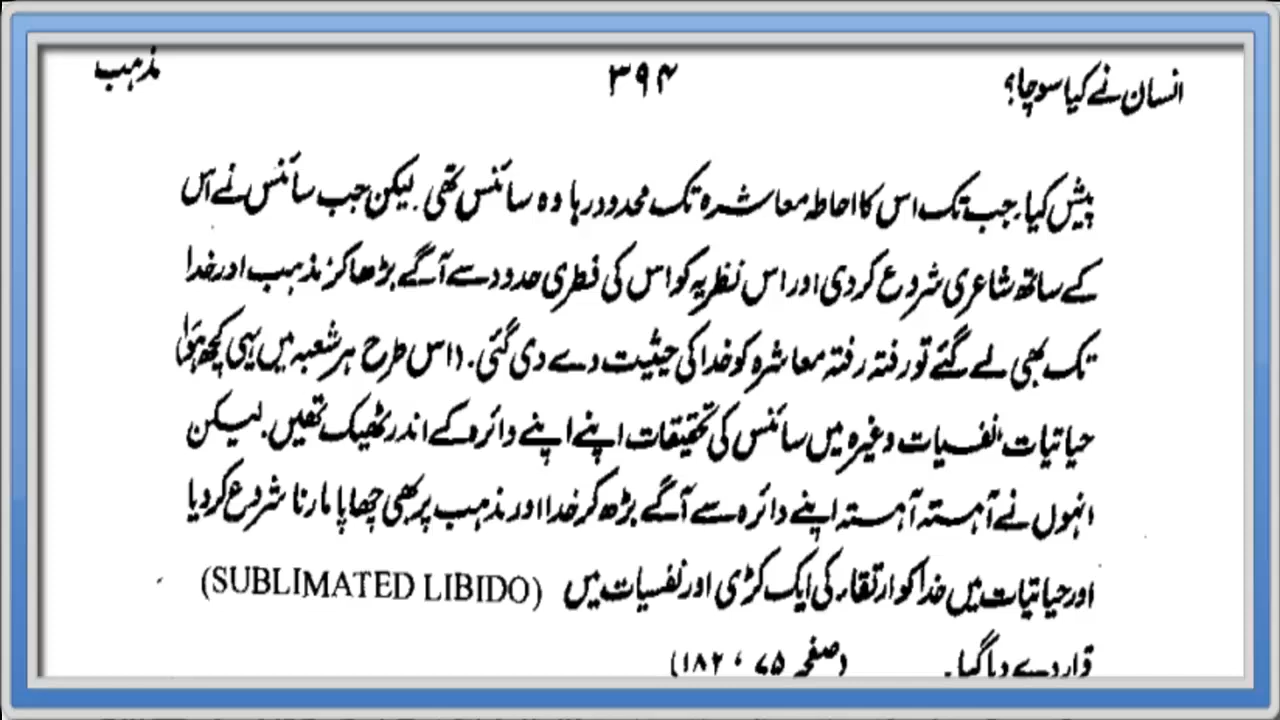 انسان نے کیا سوچا؟ ۳۹۴ مذہب
پیش کیا۔ جب تک اس کا احاطہ معاشرہ تک محدود رہا وہ سائنس تھی۔ لیکن جب سائنس نے اس
کے ساتھ شاعری شروع کر دی اور اس نظریہ کو اس کی فطری حدود سے آگے بڑھا کر مذہب اور خدا
تک بھی لے گئے تو رفتہ رفتہ معاشرہ کو خدا کی حیثیت دے دی گئی۔ (اس طرح ہر شعبہ میں یہی کچھ ہوا
حیاتیات، نفسیات وغیرہ میں سائنس کی تحقیقات اپنے اپنے دائرہ کے اندر ٹھیک تھیں۔ لیکن
انہوں نے آہستہ آہستہ اپنے دائرہ سے آگے بڑھ کر خدا اور مذہب پر بھی چھاپا مارنا شروع کر دیا
اور حیاتیات میں خدا کو ارتقاء کی ایک کڑی اور نفسیات میں (SUBLIMATED LIBIDO)
قرار دے دیا گیا۔ (صفحہ ۷۵ ، ۱۸۲)